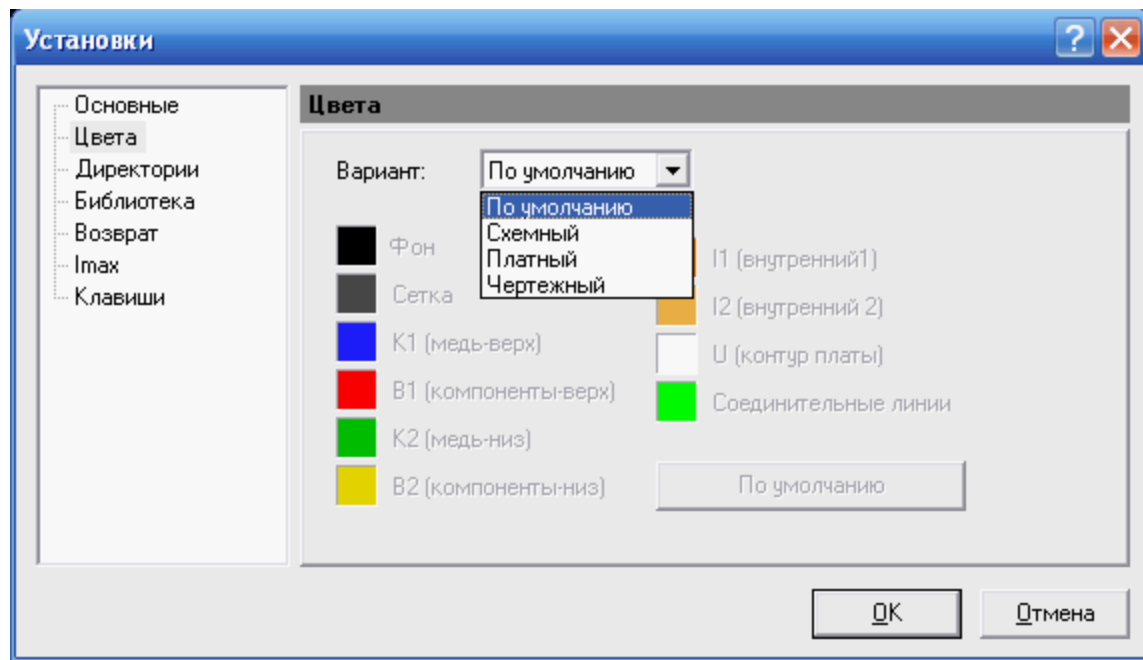 Установки
Основные
Цвета
Директории
Библиотека
Возврат
Imax
Клавиши
Цвета
Вариант:
По умолчанию
По умолчанию
Схемный
Платный
Чертежный
Фон
Сетка
K1 (медь-верх)
B1 (компоненты-верх)
K2 (медь-низ)
B2 (компоненты-низ)
I1 (внутренний1)
I2 (внутренний 2)
U (контур платы)
Соединительные линии
По умолчанию
OK
Отмена